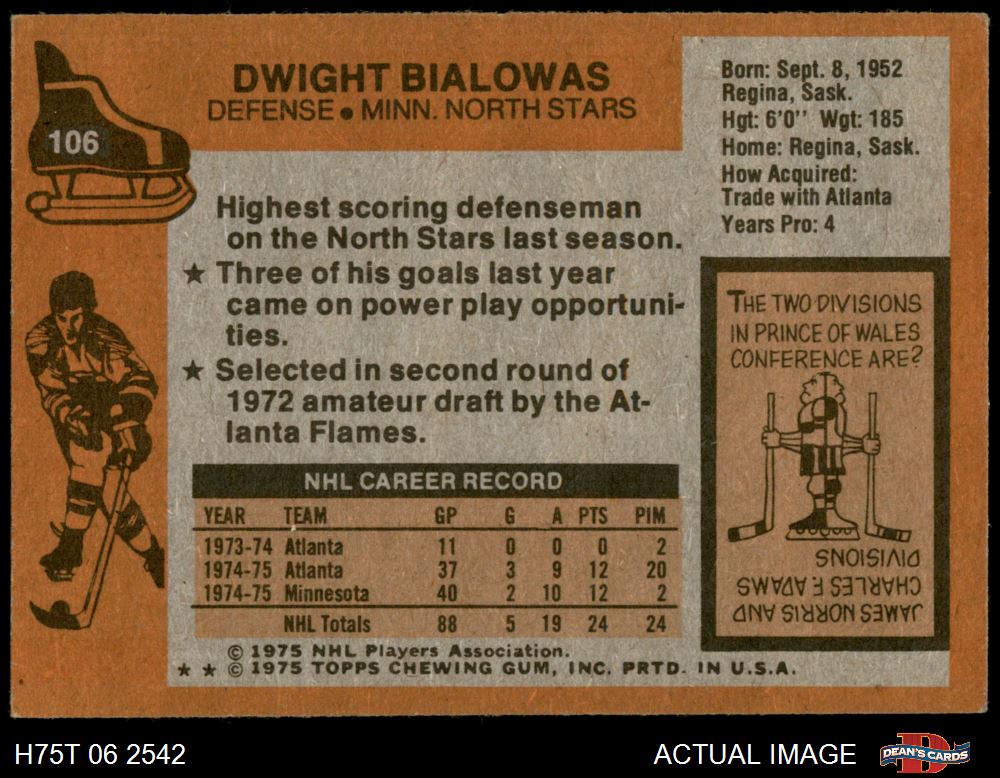 106
DWIGHT BIALOWAS
DEFENSE • MINN. NORTH STARS
Born: Sept. 8, 1952
Regina, Sask.
Hgt: 6'0'' Wgt: 185
Home: Regina, Sask.
How Acquired:
Trade with Atlanta
Years Pro: 4
Highest scoring defenseman
on the North Stars last season.
★ Three of his goals last year
came on power play opportuni-
ties.
★ Selected in second round of
1972 amateur draft by the At-
lanta Flames.
NHL CAREER RECORD
YEAR TEAM GP G A PTS PIM
1973-74 Atlanta 11 0 0 0 2
1974-75 Atlanta 37 3 9 12 20
1974-75 Minnesota 40 2 10 12 2
NHL Totals 88 5 19 24 24
© 1975 NHL Players Association.
★ ★ © 1975 TOPPS CHEWING GUM, INC. PRTD. IN U.S.A.
THE TWO DIVISIONS
IN PRINCE OF WALES
CONFERENCE ARE?
JAMES NORRIS AND
CHARLES F. ADAMS
DIVISIONS
H75T 06 2542
ACTUAL IMAGE
D
DEAN'S CARDS